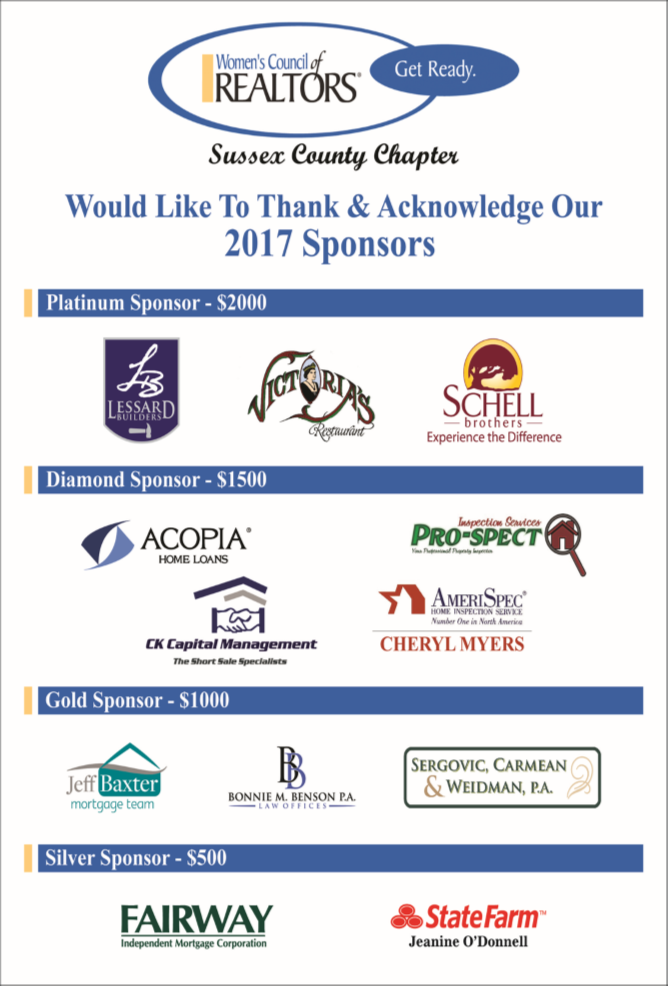 Women's Council of
REALTORS®
Get Ready.
Sussex County Chapter
Would Like To Thank & Acknowledge Our
2017 Sponsors
Platinum Sponsor - $2000
LB
LESSARD
BUILDERS
VICTORIA'S
Restaurant
SCHELL
brothers
Experience the Difference
Diamond Sponsor - $1500
ACOPIA®
HOME LOANS
Inspection Services
PRO-SPECT
Your Professional Property Inspector
CK Capital Management
The Short Sale Specialists
AMERISPEC®
HOME INSPECTION SERVICE
Number One in North America
CHERYL MYERS
Gold Sponsor - $1000
Jeff Baxter
mortgage team
BB
BONNIE M. BENSON P.A.
LAW OFFICES
SERGOVIC, CARMEAN
& WEIDMAN, P.A.
Silver Sponsor - $500
FAIRWAY
Independent Mortgage Corporation
StateFarm™
Jeanine O'Donnell